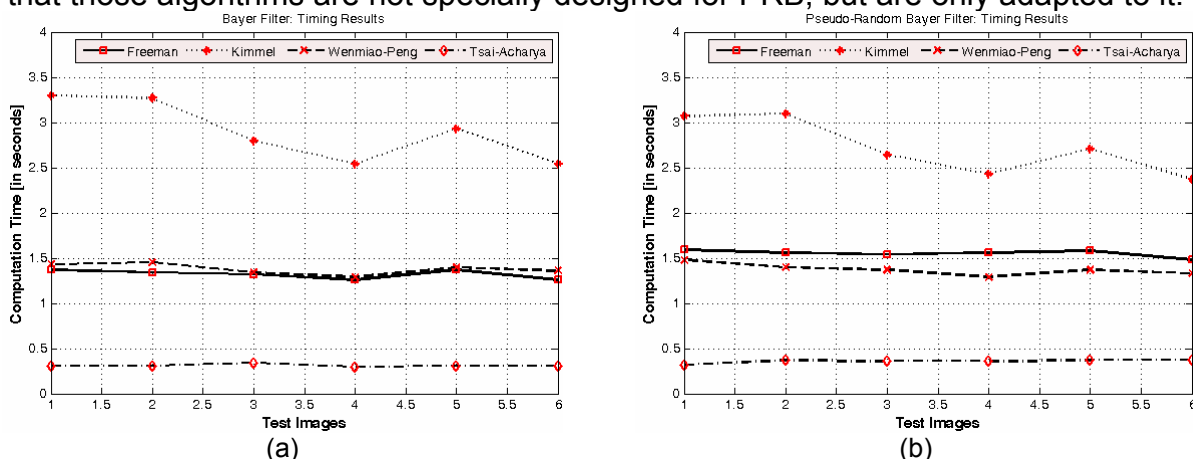 that those algorithms are not specially designed for PRB, but are only adapted to it.
Bayer Filter: Timing Results
Freeman Kimmel Wenmiao-Peng Tsai-Acharya
Computation Time [in seconds]
4
3.5
3
2.5
2
1.5
1
0.5
0
1 1.5 2 2.5 3 3.5 4 4.5 5 5.5 6
Test Images
(a)
Pseudo-Random Bayer Filter: Timing Results
Freeman Kimmel Wenmiao-Peng Tsai-Acharya
Computation Time [in seconds]
4
3.5
3
2.5
2
1.5
1
0.5
0
1 1.5 2 2.5 3 3.5 4 4.5 5 5.5 6
Test Images
(b)